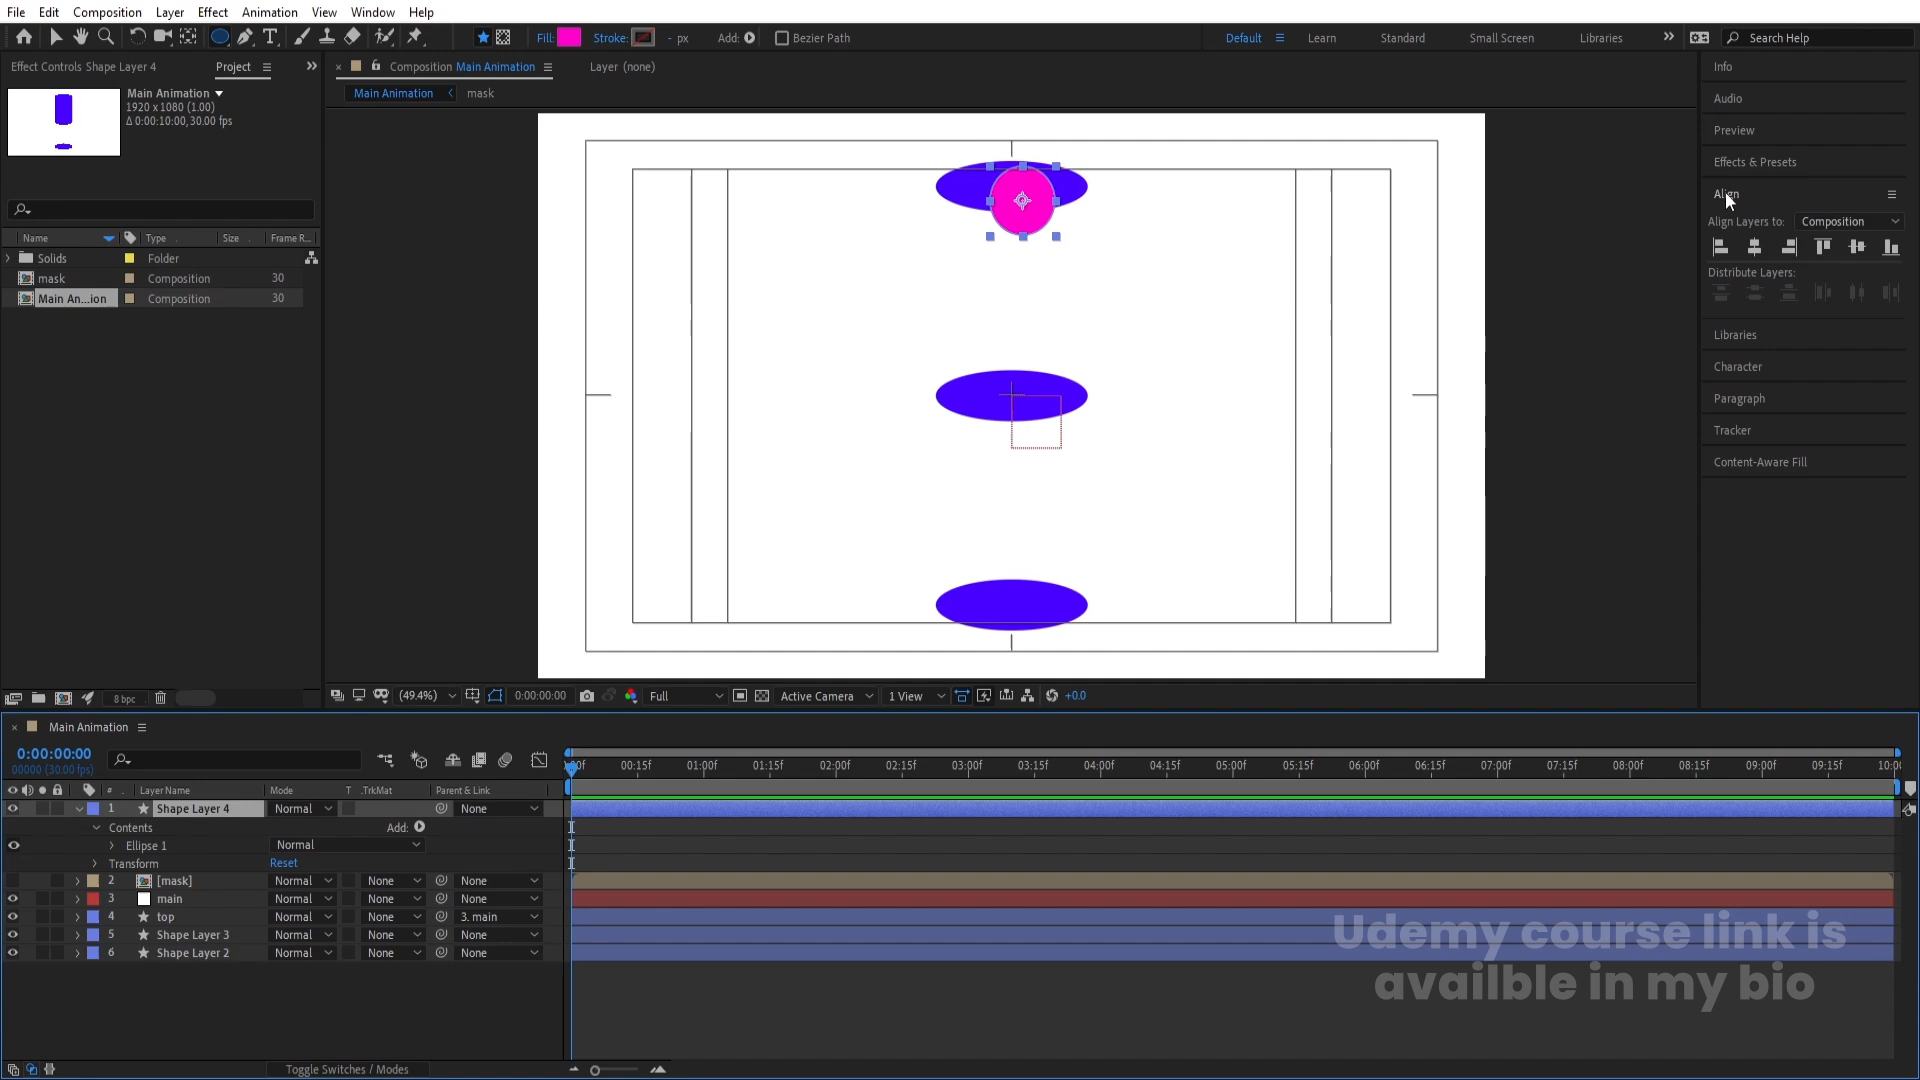 File Edit Composition Layer Effect Animation View Window Help
Fill: Stroke: - px Add: Bezier Path Default Learn Standard Small Screen Libraries Search Help
Effect Controls Shape Layer 4 Project Composition Main Animation Layer (none)
Main Animation mask
Main Animation
1920 x 1080 (1.00)
Δ 0:00:10:00, 30.00 fps
Name Type Size Frame R...
Solids Folder
mask Composition 30
Main An...ion Composition 30
8 bpc
(49.4%) 0:00:00:00 Full Active Camera 1 View +0.0
Info
Audio
Preview
Effects & Presets
Align
Align Layers to: Composition
Distribute Layers:
Libraries
Character
Paragraph
Tracker
Content-Aware Fill
Main Animation
0:00:00:00
00000 (30.00 fps)
00:15f 01:00f 01:15f 02:00f 02:15f 03:00f 03:15f 04:00f 04:15f 05:00f 05:15f 06:00f 06:15f 07:00f 07:15f 08:00f 08:15f 09:00f 09:15f
# Layer Name Mode T .TrkMat Parent & Link
1 Shape Layer 4 Normal None
Contents Add:
Ellipse 1 Normal
Transform Reset
2 [mask] Normal None None
3 main Normal None None
4 top Normal None 3. main
5 Shape Layer 3 Normal None None
6 Shape Layer 2 Normal None None
Toggle Switches / Modes
Udemy course link is
availble in my bio